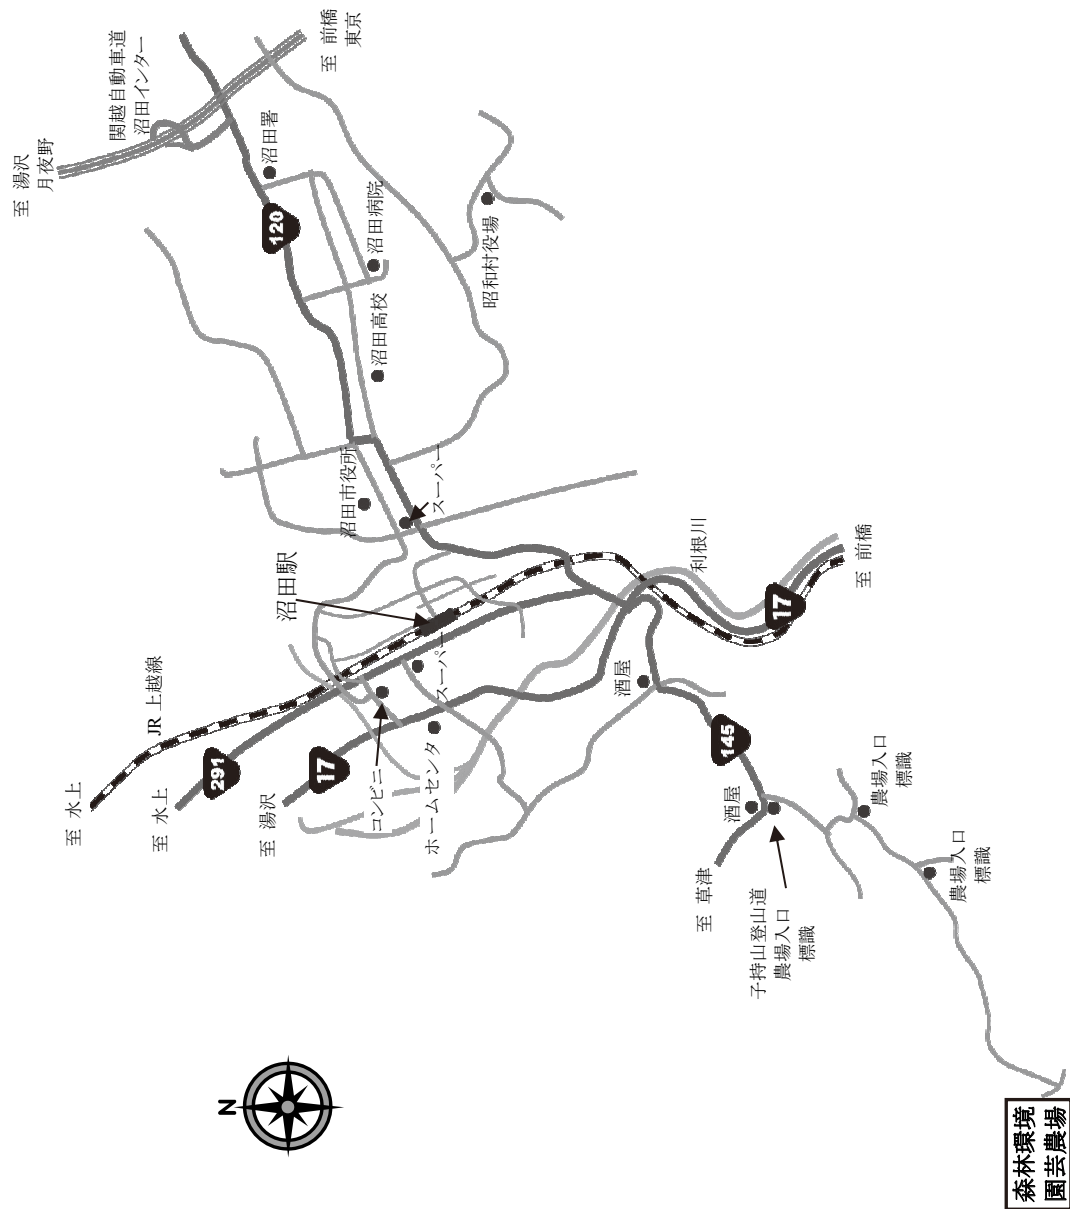 至 湯沢
月夜野
関越自動車道
沼田インター
至 前橋
東京
沼田署
120
沼田病院
昭和村役場
沼田高校
沼田市役所
スーパー
沼田駅
利根川
至 前橋
17
JR 上越線
至 水上
291
至 水上
17
至 湯沢
スーパー
コンビニ
ホームセンタ
酒屋
145
酒屋
至 草津
子持山登山道
農場入口
標識
農場入口
標識
農場入口
標識
N
森林環境
園芸農場